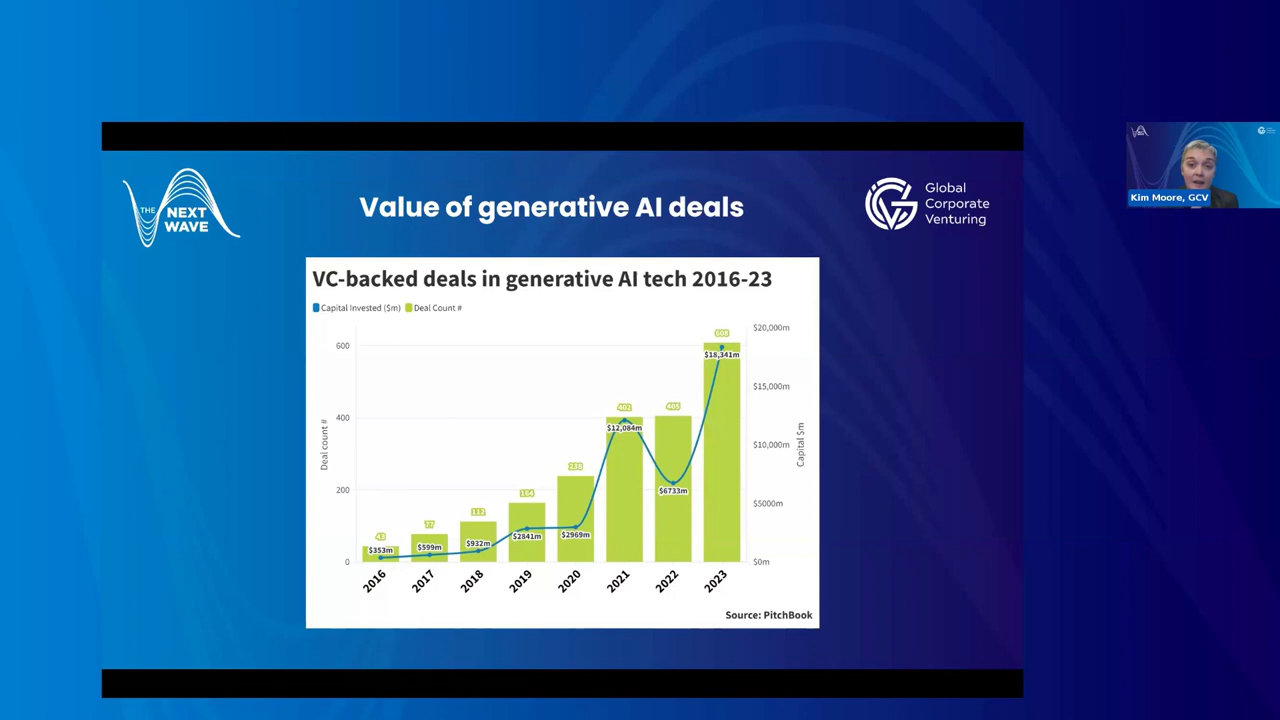 THE NEXT WAVE
Value of generative AI deals
Global
Corporate
Venturing
Kim Moore, GCV
VC-backed deals in generative AI tech 2016-23
Capital Invested ($m) Deal Count #
Deal count #
600
400
200
0
$20,000m
$15,000m
$10,000m
$5000m
$0m
Capital $m
43
77
112
164
238
402
405
608
$353m
$599m
$932m
$2841m
$2969m
$12,084m
$6733m
$18,341m
2016
2017
2018
2019
2020
2021
2022
2023
Source: PitchBook